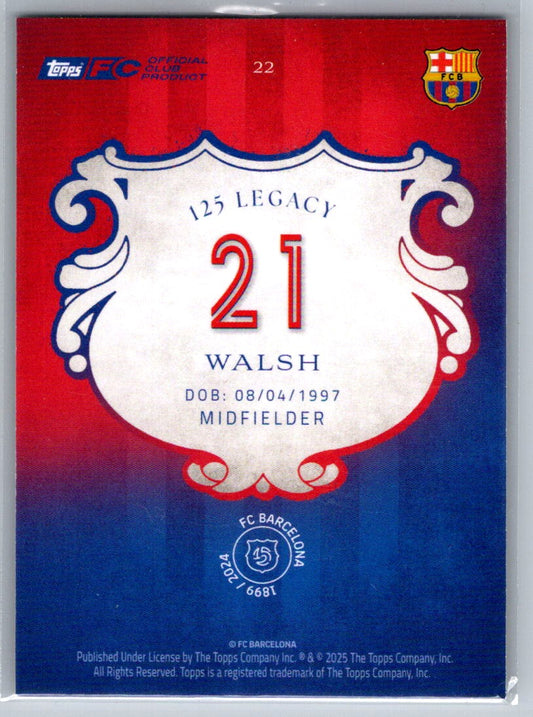 topps FC OFFICIAL
CLUB
PRODUCT
22
FCB
125 LEGACY
21
WALSH
DOB: 08/04/1997
MIDFIELDER
FC BARCELONA
125
1899 / 2024
© FC BARCELONA
Published Under License by The Topps Company Inc. ® & © 2025 The Topps Company, Inc.
All Rights Reserved. Topps is a registered trademark of The Topps Company, Inc.